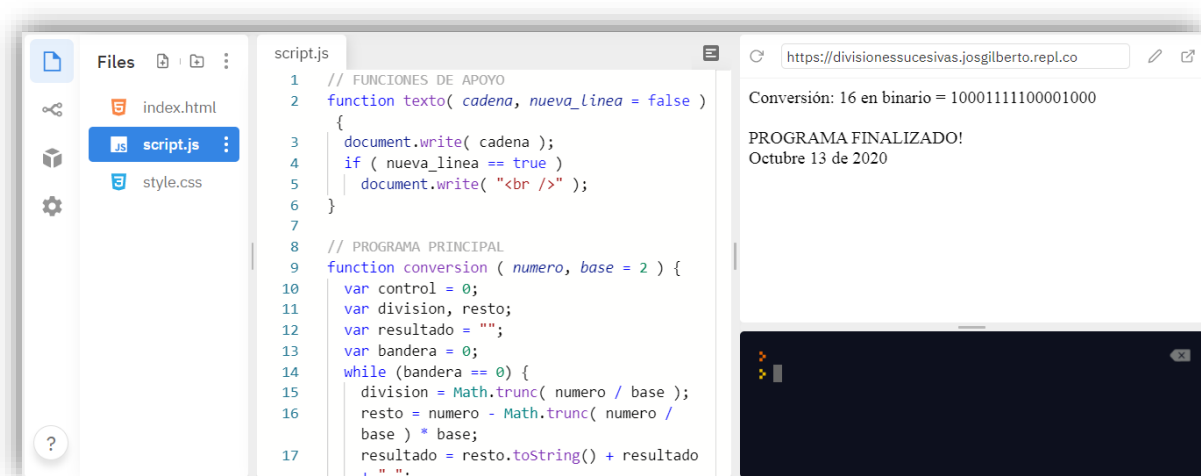 Files
index.html
script.js
style.css
?
script.js
1 // FUNCIONES DE APOYO
2 function texto( cadena, nueva_linea = false )
{
3 document.write( cadena );
4 if ( nueva_linea == true )
5 document.write( "<br />" );
6 }
7
8 // PROGRAMA PRINCIPAL
9 function conversion ( numero, base = 2 ) {
10 var control = 0;
11 var division, resto;
12 var resultado = "";
13 var bandera = 0;
14 while (bandera == 0) {
15 division = Math.trunc( numero / base );
16 resto = numero - Math.trunc( numero /
base ) * base;
17 resultado = resto.toString() + resultado
https://divisionessucesivas.josgilberto.repl.co
Conversión: 16 en binario = 10001111100001000
PROGRAMA FINALIZADO!
Octubre 13 de 2020
>
>